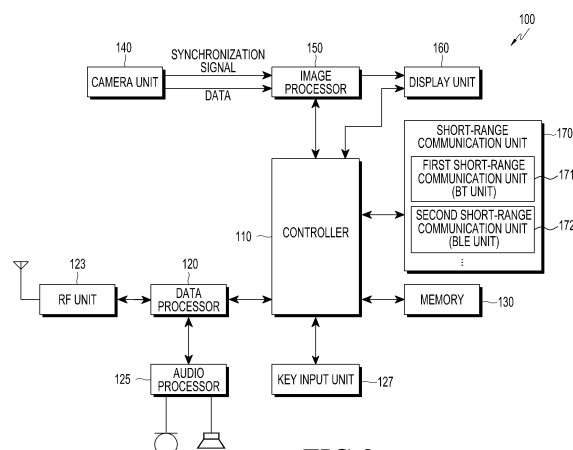 100
140
CAMERA UNIT
SYNCHRONIZATION
SIGNAL
DATA
150
IMAGE
PROCESSOR
160
DISPLAY UNIT
SHORT-RANGE
COMMUNICATION UNIT
170
FIRST SHORT-RANGE
COMMUNICATION UNIT
(BT UNIT)
171
SECOND SHORT-RANGE
COMMUNICATION UNIT
(BLE UNIT)
172
110
CONTROLLER
123
RF UNIT
120
DATA
PROCESSOR
MEMORY
130
125
AUDIO
PROCESSOR
KEY INPUT UNIT
127